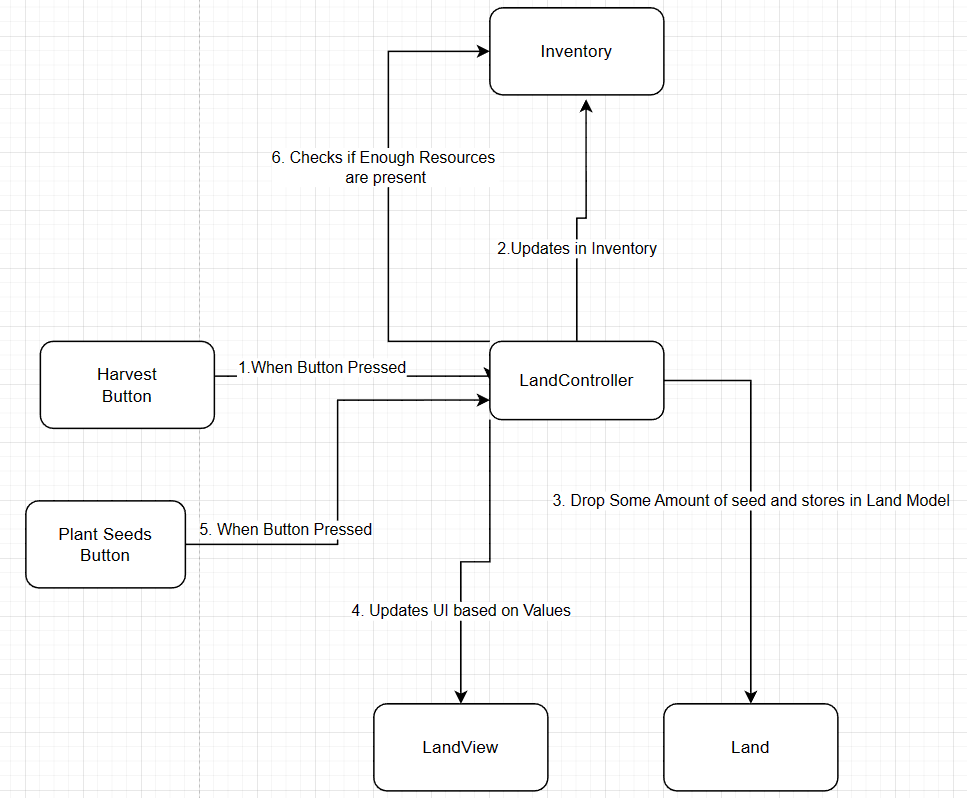 Inventory
6. Checks if Enough Resources
are present
2.Updates in Inventory
Harvest
Button
1.When Button Pressed
LandController
Plant Seeds
Button
5. When Button Pressed
3. Drop Some Amount of seed and stores in Land Model
4. Updates UI based on Values
LandView
Land